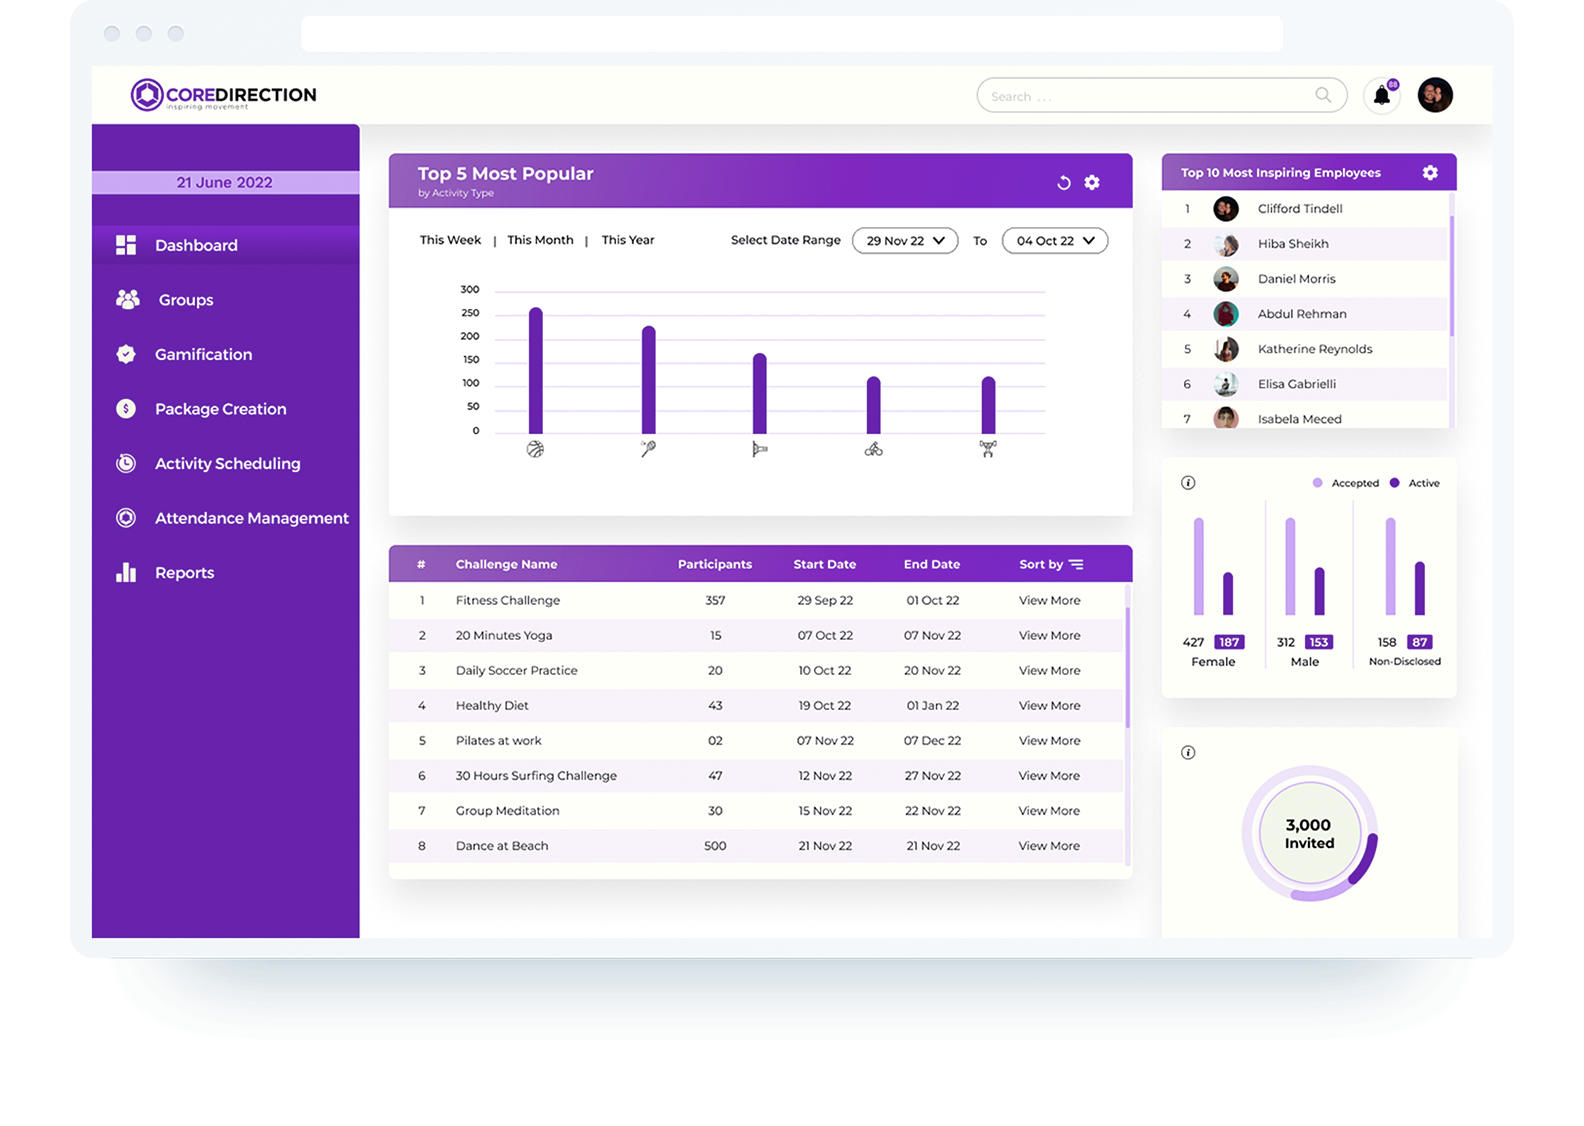 COREDIRECTION
inspiring movement
Search ...
88
21 June 2022
Dashboard
Groups
Gamification
Package Creation
Activity Scheduling
Attendance Management
Reports
Top 5 Most Popular
by Activity Type
This Week | This Month | This Year
Select Date Range 29 Nov 22 To 04 Oct 22
300
250
200
150
100
50
0
# Challenge Name Participants Start Date End Date Sort by
1 Fitness Challenge 357 29 Sep 22 01 Oct 22 View More
2 20 Minutes Yoga 15 07 Oct 22 07 Nov 22 View More
3 Daily Soccer Practice 20 10 Oct 22 20 Nov 22 View More
4 Healthy Diet 43 19 Oct 22 01 Jan 22 View More
5 Pilates at work 02 07 Nov 22 07 Dec 22 View More
6 30 Hours Surfing Challenge 47 12 Nov 22 27 Nov 22 View More
7 Group Meditation 30 15 Nov 22 22 Nov 22 View More
8 Dance at Beach 500 21 Nov 22 21 Nov 22 View More
Top 10 Most Inspiring Employees
1 Clifford Tindell
2 Hiba Sheikh
3 Daniel Morris
4 Abdul Rehman
5 Katherine Reynolds
6 Elisa Gabrielli
7 Isabela Meced
Accepted Active
427 187 312 153 158 87
Female Male Non-Disclosed
3,000
Invited